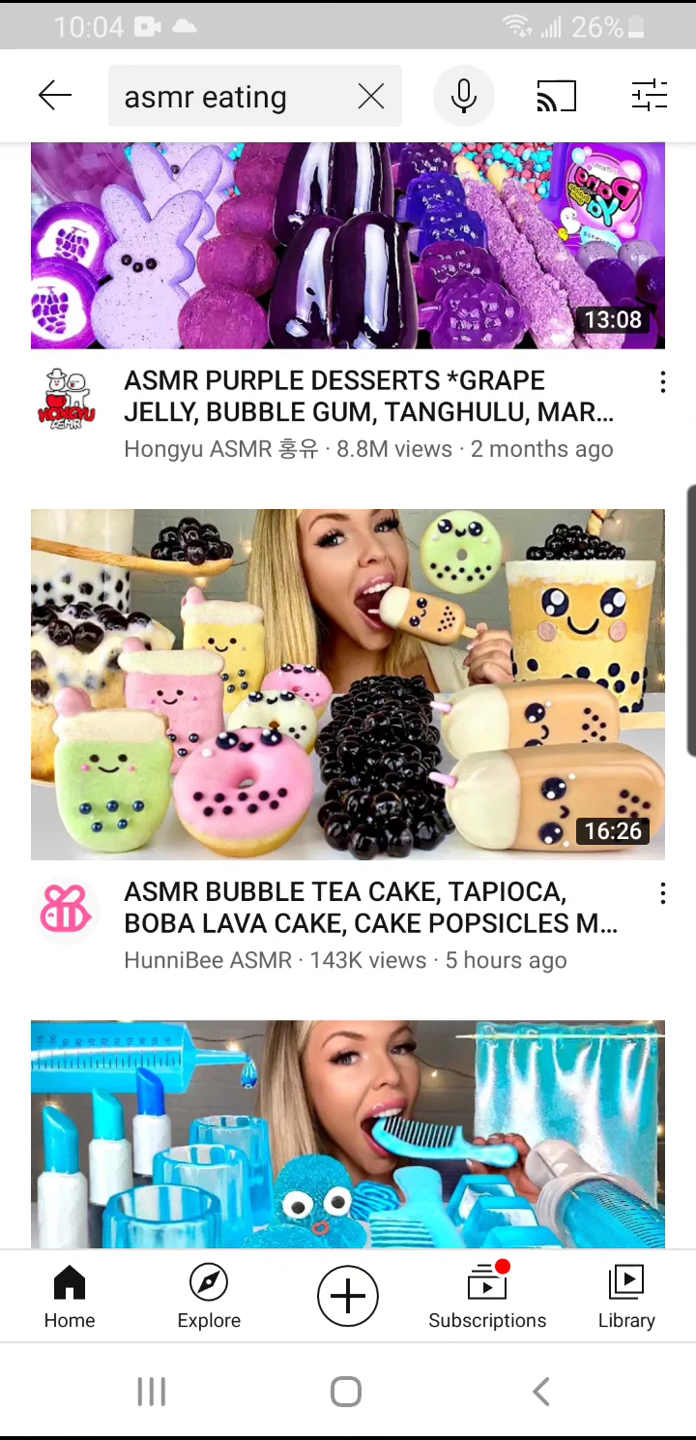 10:04
26%
asmr eating
13:08
ASMR PURPLE DESSERTS *GRAPE
JELLY, BUBBLE GUM, TANGHULU, MAR...
HONGYU
ASMR
Hongyu ASMR 홍유 · 8.8M views · 2 months ago
16:26
ASMR BUBBLE TEA CAKE, TAPIOCA,
BOBA LAVA CAKE, CAKE POPSICLES M...
HunniBee ASMR · 143K views · 5 hours ago
Home
Explore
Subscriptions
Library